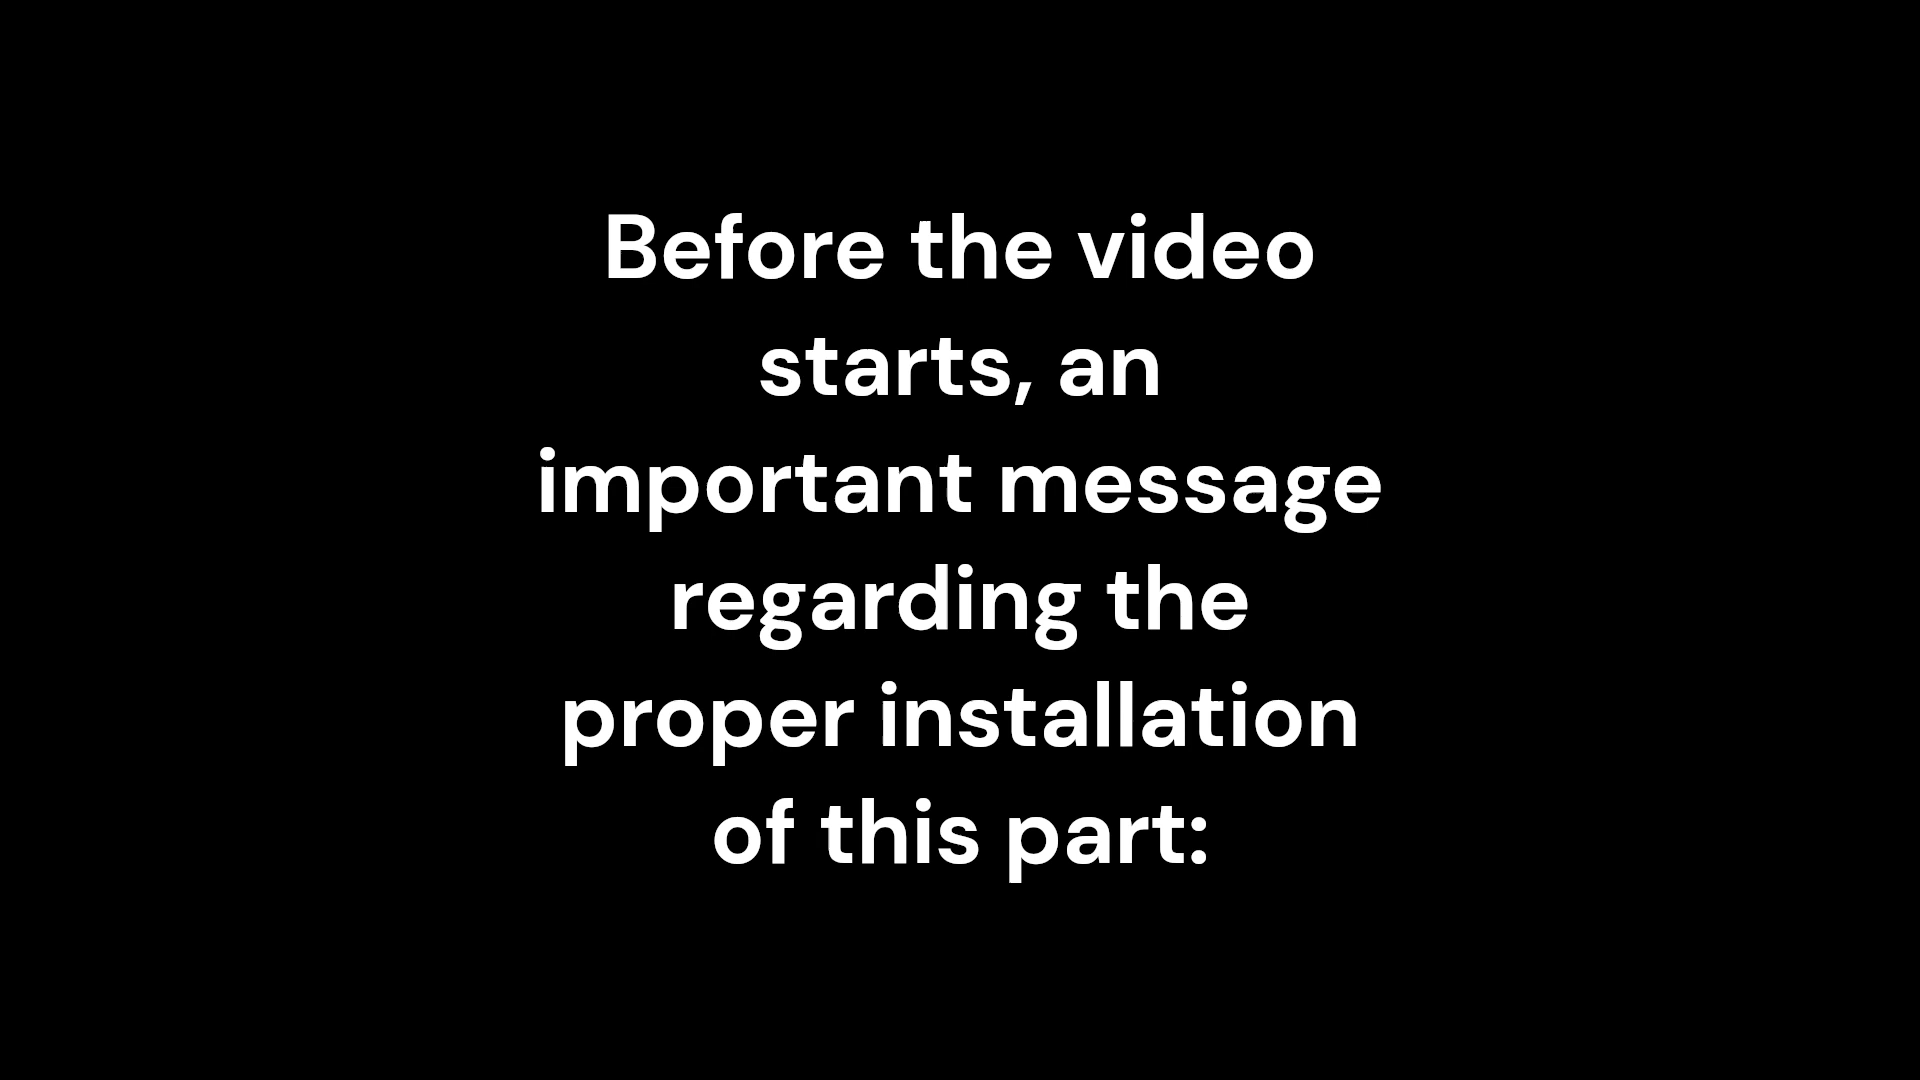 Before the video
starts, an
important message
regarding the
proper installation
of this part: